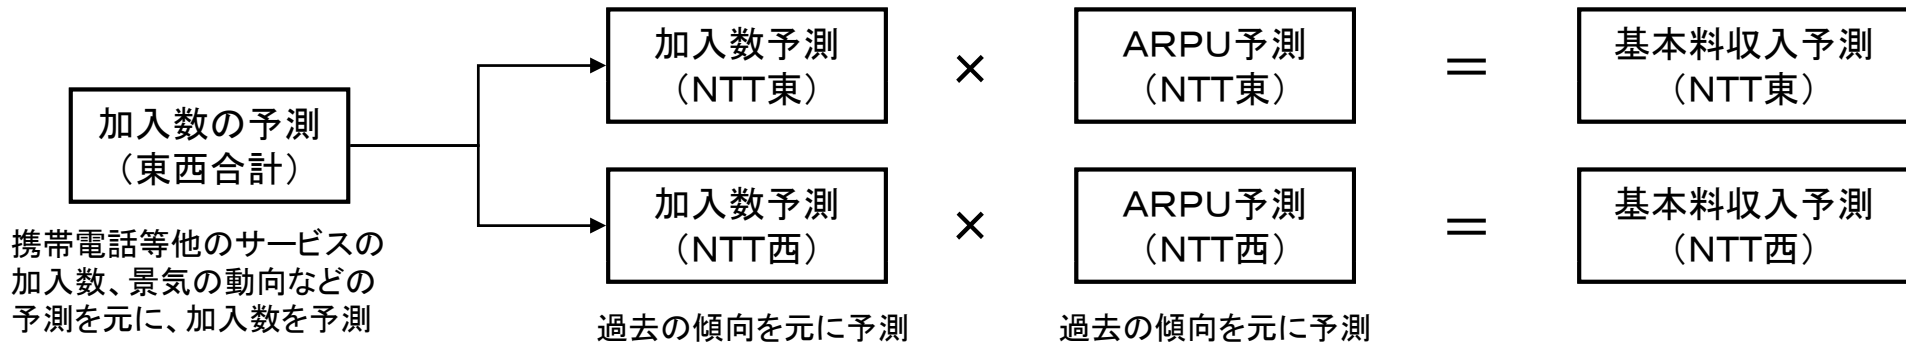 加入数の予測
（東西合計）
携帯電話等他のサービスの
加入数、景気の動向などの
予測を元に、加入数を予測
加入数予測
（NTT東）
×
ARPU予測
（NTT東）
＝
基本料収入予測
（NTT東）
加入数予測
（NTT西）
×
ARPU予測
（NTT西）
＝
基本料収入予測
（NTT西）
過去の傾向を元に予測
過去の傾向を元に予測